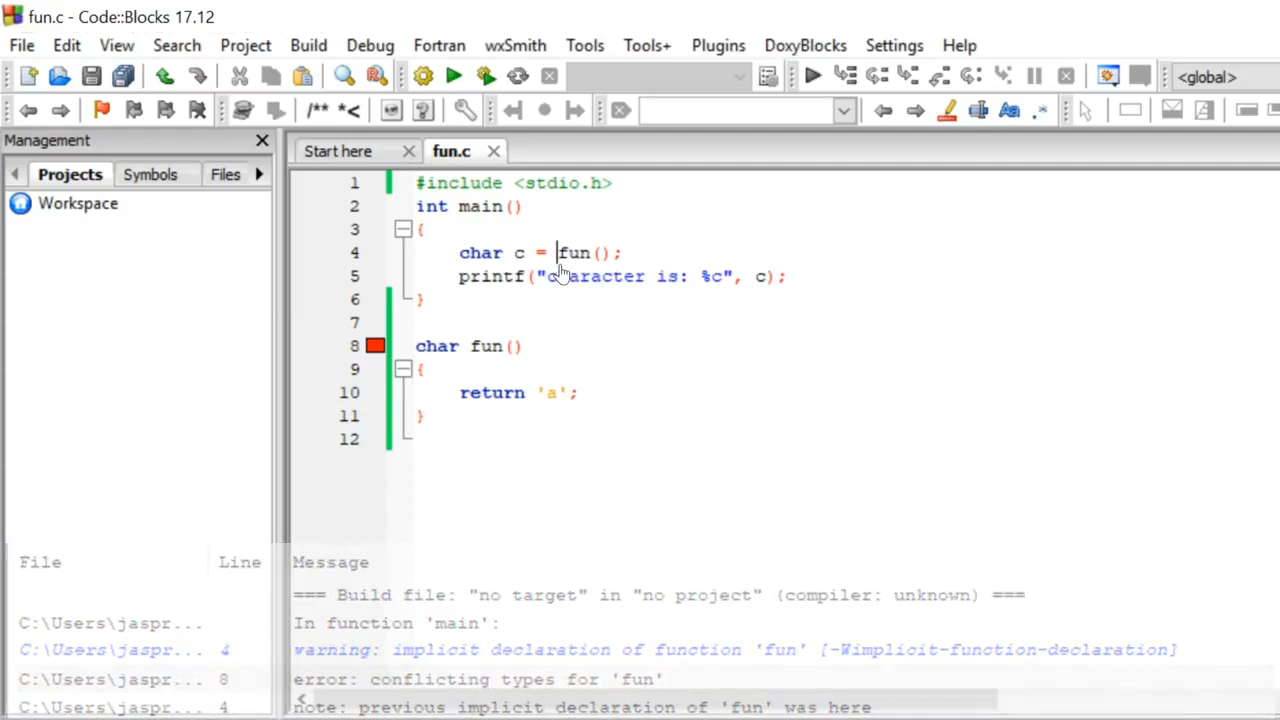 fun.c - Code::Blocks 17.12
File Edit View Search Project Build Debug Fortran wxSmith Tools Tools+ Plugins DoxyBlocks Settings Help
<global>
/** *<
Management
Start here fun.c
Projects Symbols Files
Workspace
1 #include <stdio.h>
2 int main()
3 {
4 char c = fun();
5 printf("character is: %c", c);
6 }
7
8 char fun()
9 {
10 return 'a';
11 }
12
File Line Message
=== Build file: "no target" in "no project" (compiler: unknown) ===
C:\Users\jaspr... In function 'main':
C:\Users\jaspr... 4 warning: implicit declaration of function 'fun' [-Wimplicit-function-declaration]
C:\Users\jaspr... 8 error: conflicting types for 'fun'
C:\Users\jaspr... 4 note: previous implicit declaration of 'fun' was here